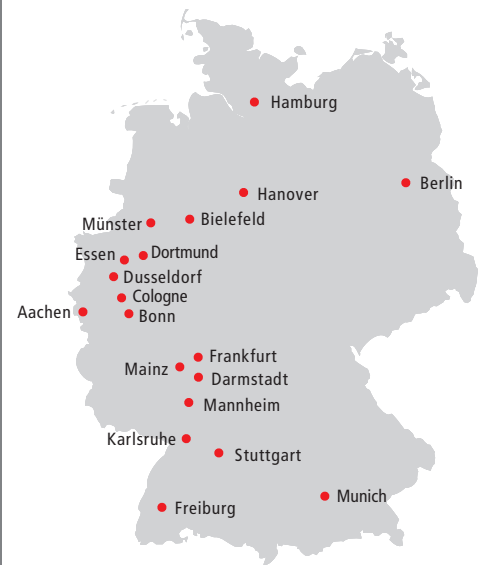 Hamburg
Berlin
Hanover
Bielefeld
Münster
Dortmund
Essen
Dusseldorf
Cologne
Aachen
Bonn
Frankfurt
Mainz
Darmstadt
Mannheim
Karlsruhe
Stuttgart
Munich
Freiburg